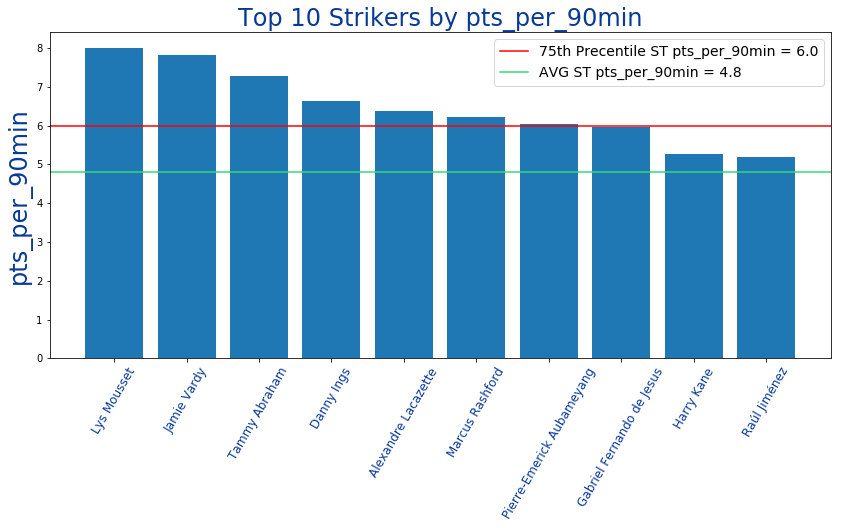 Top 10 Strikers by pts_per_90min
75th Precentile ST pts_per_90min = 6.0
AVG ST pts_per_90min = 4.8
pts_per_90min
8
7
6
5
4
3
2
1
0
Lys Mousset
Jamie Vardy
Tammy Abraham
Danny Ings
Alexandre Lacazette
Marcus Rashford
Pierre-Emerick Aubameyang
Gabriel Fernando de Jesus
Harry Kane
Raúl Jiménez